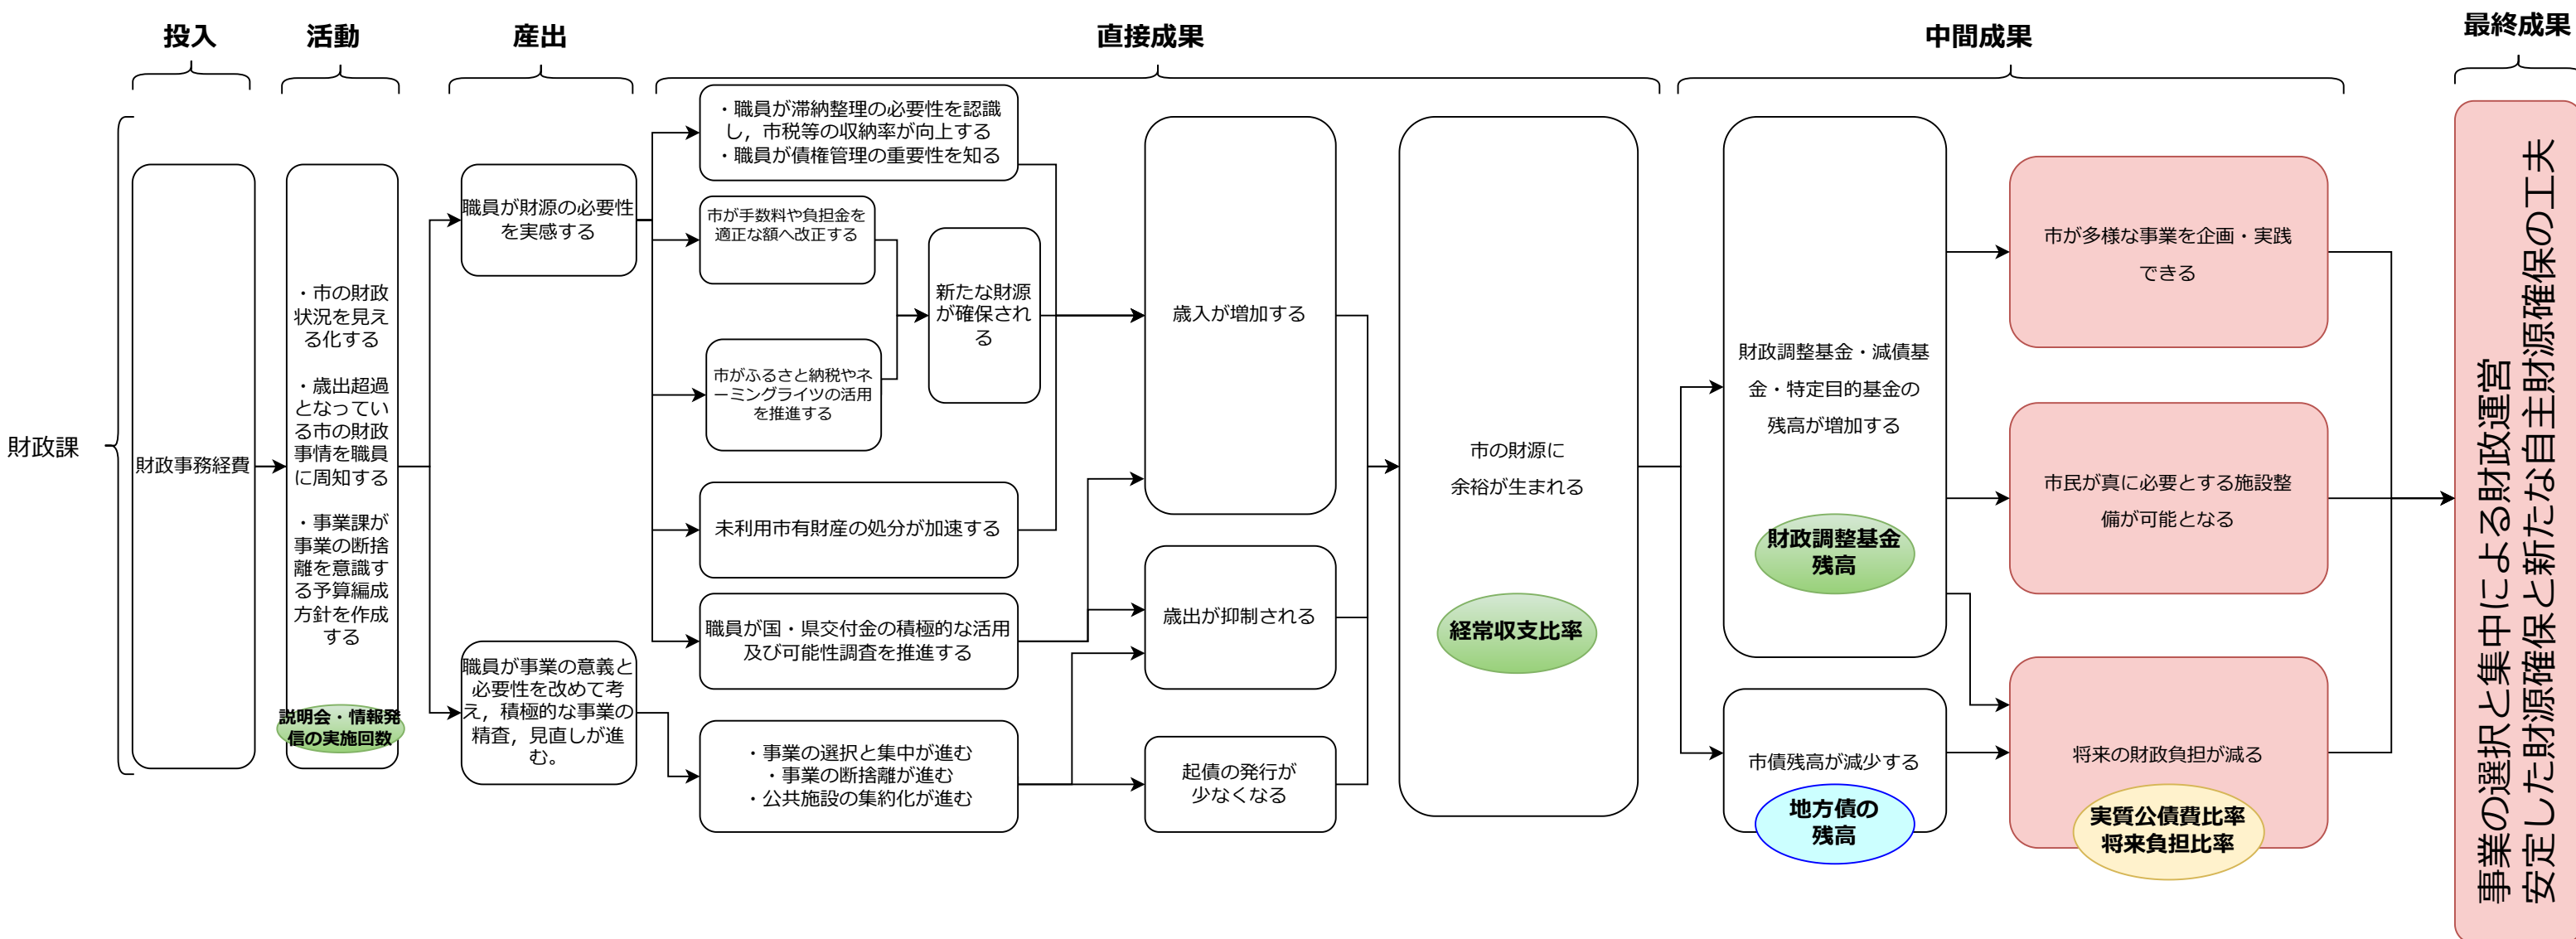 投入
活動
産出
直接成果
中間成果
最終成果
財政課
財政事務経費
・市の財政
状況を見え
る化する
・歳出超過
となってい
る市の財政
事情を職員
に周知する
・事業課が
事業の断捨
離を意識す
る予算編成
方針を作成
する
説明会・情報発
信の実施回数
職員が財源の必要性
を実感する
職員が事業の意義と
必要性を改めて考
え，積極的な事業の
精査，見直しが進
む。
・職員が滞納整理の必要性を認識
し，市税等の収納率が向上する
・職員が債権管理の重要性を知る
市が手数料や負担金を
適正な額へ改正する
市がふるさと納税やネ
ーミングライツの活用
を推進する
新たな財源
が確保され
る
未利用市有財産の処分が加速する
職員が国・県交付金の積極的な活用
及び可能性調査を推進する
・事業の選択と集中が進む
・事業の断捨離が進む
・公共施設の集約化が進む
歳入が増加する
歳出が抑制される
起債の発行が
少なくなる
市の財源に
余裕が生まれる
経常収支比率
財政調整基金・減債基
金・特定目的基金の
残高が増加する
財政調整基金
残高
市債残高が減少する
地方債の
残高
市が多様な事業を企画・実践
できる
市民が真に必要とする施設整
備が可能となる
将来の財政負担が減る
実質公債費比率
将来負担比率
事業の選択と集中による財政運営
安定した財源確保と新たな自主財源確保の工夫